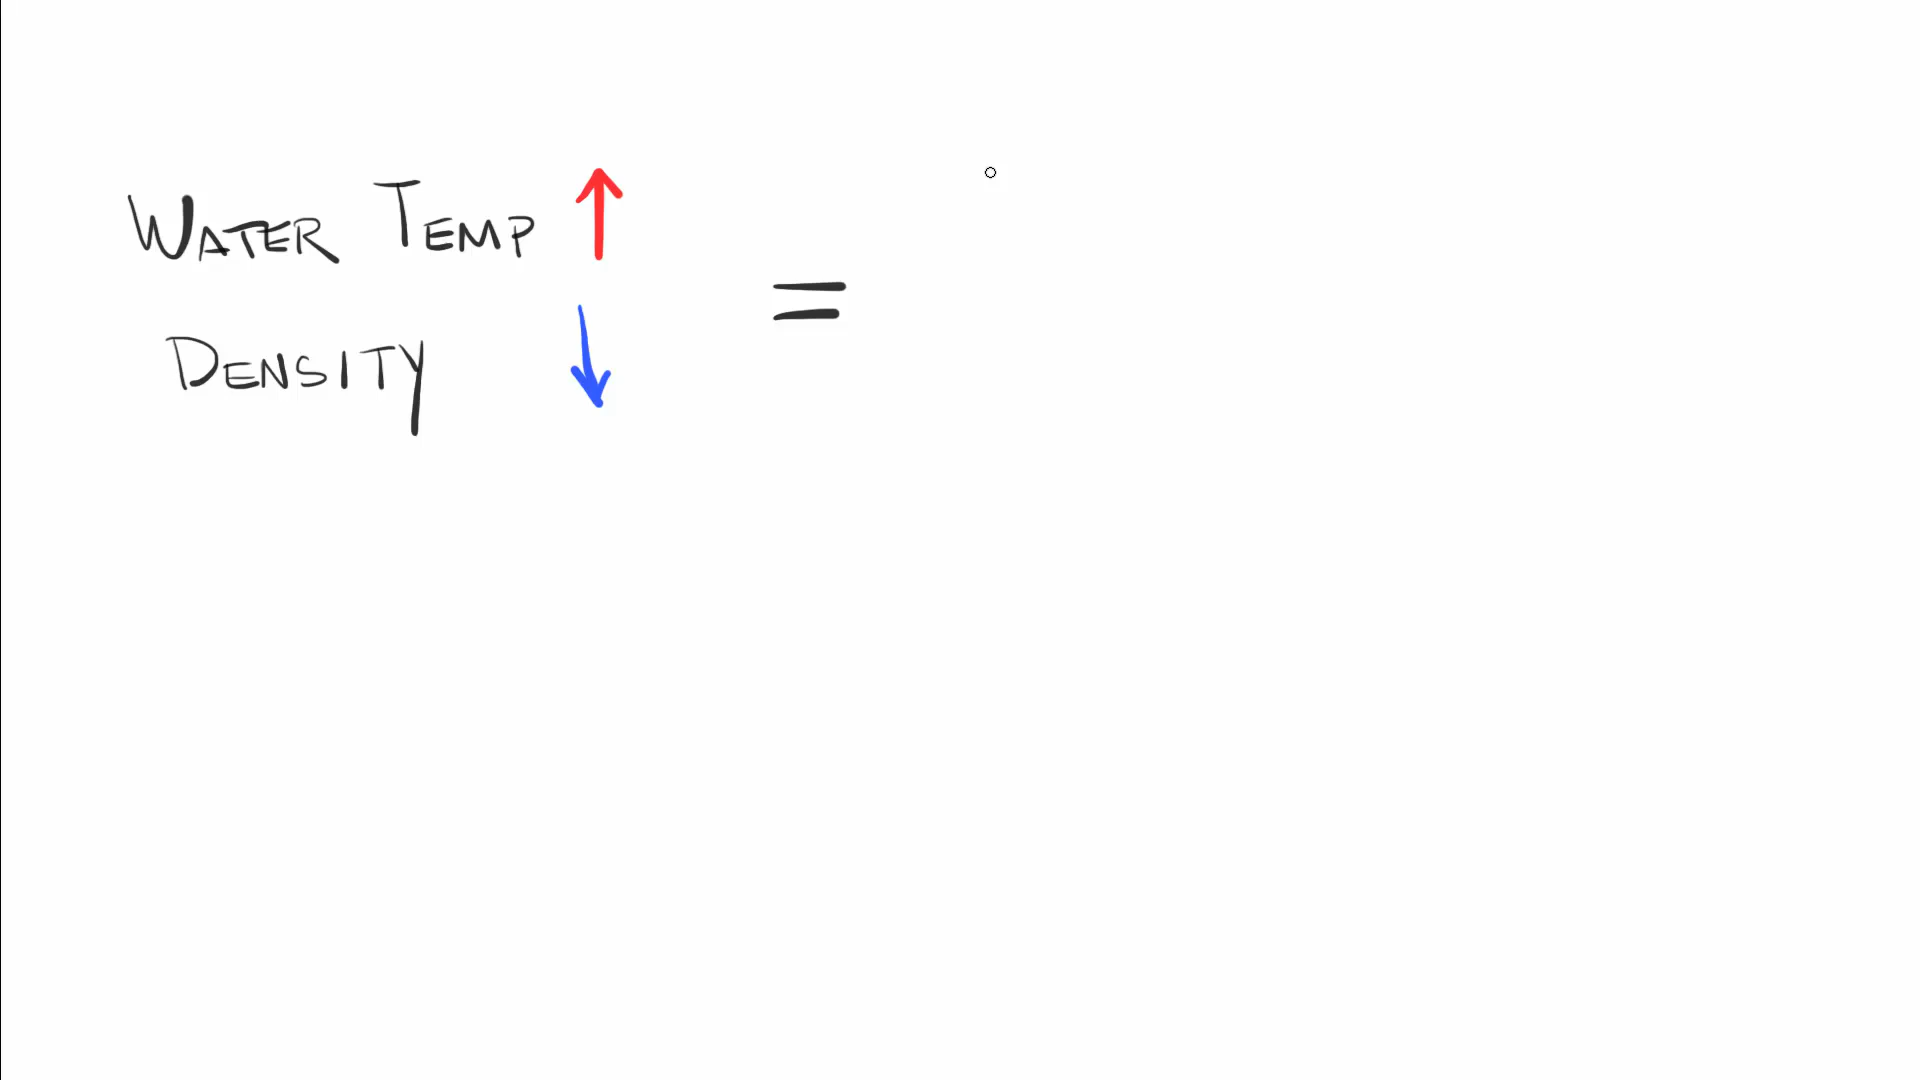 Water Temp ↑
Density ↓
=